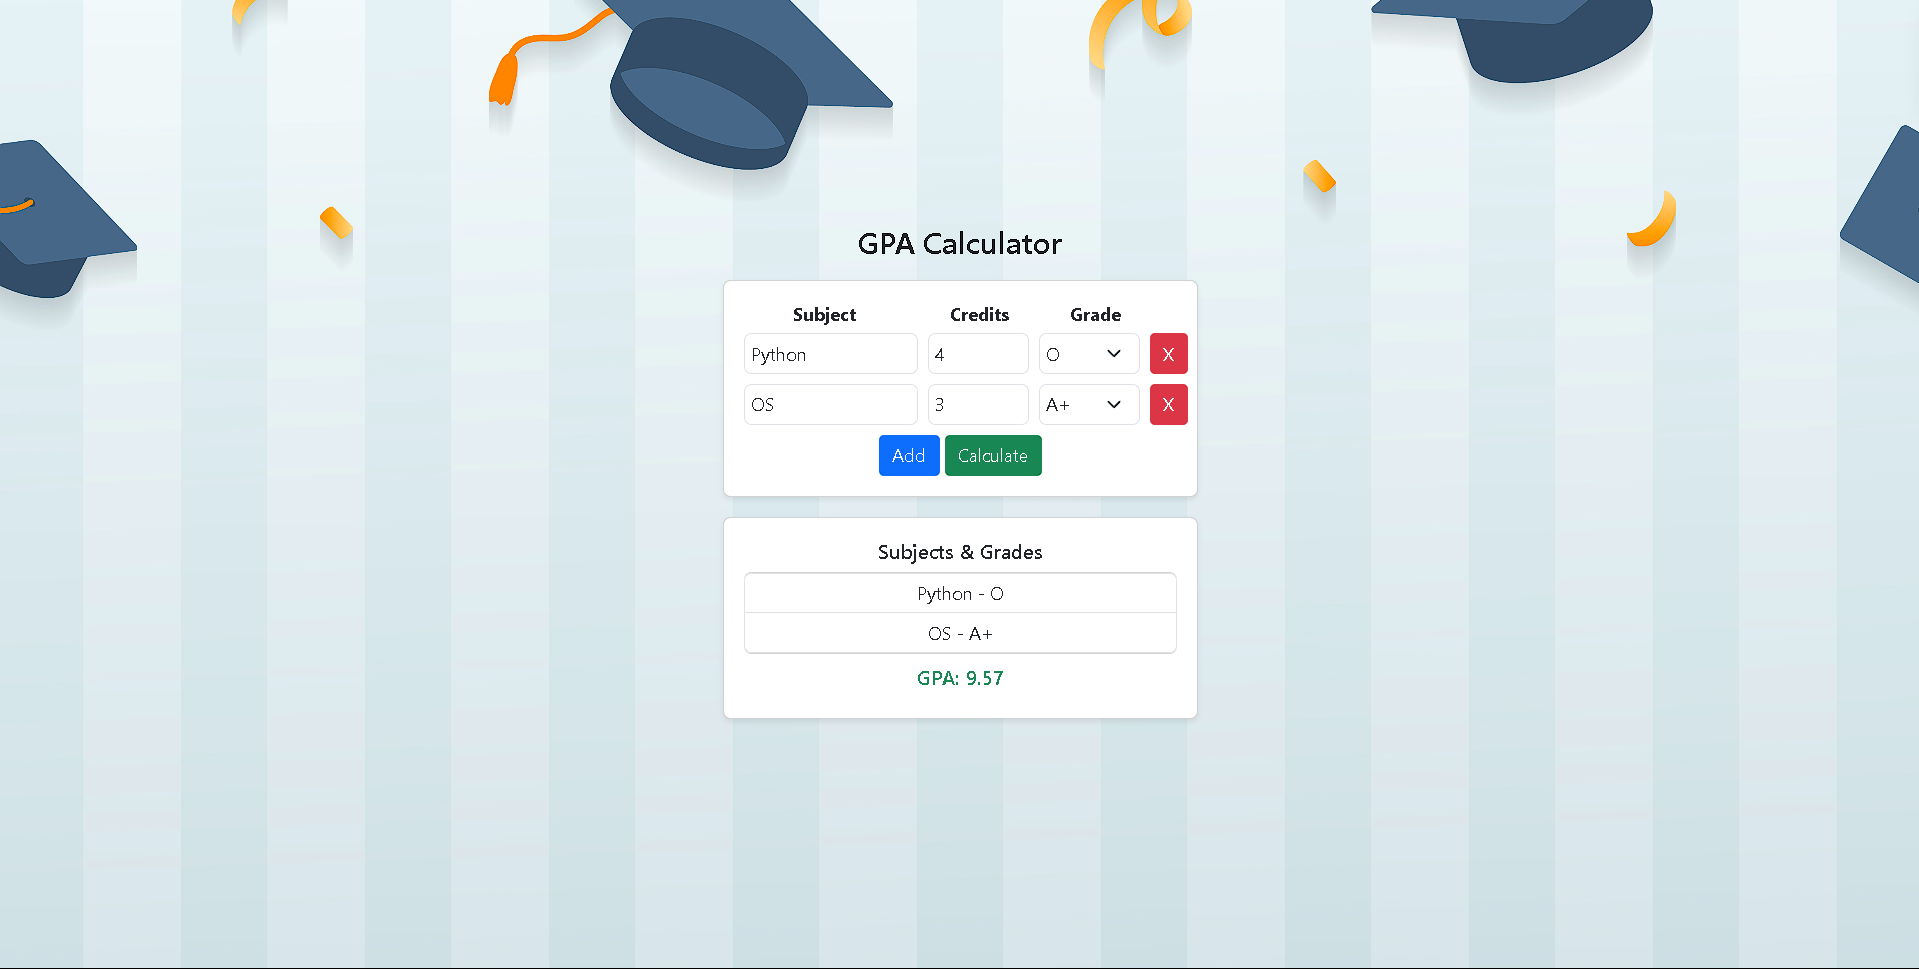 GPA Calculator
Subject Credits Grade
Python 4 O X
OS 3 A+ X
Add Calculate
Subjects & Grades
Python - O
OS - A+
GPA: 9.57